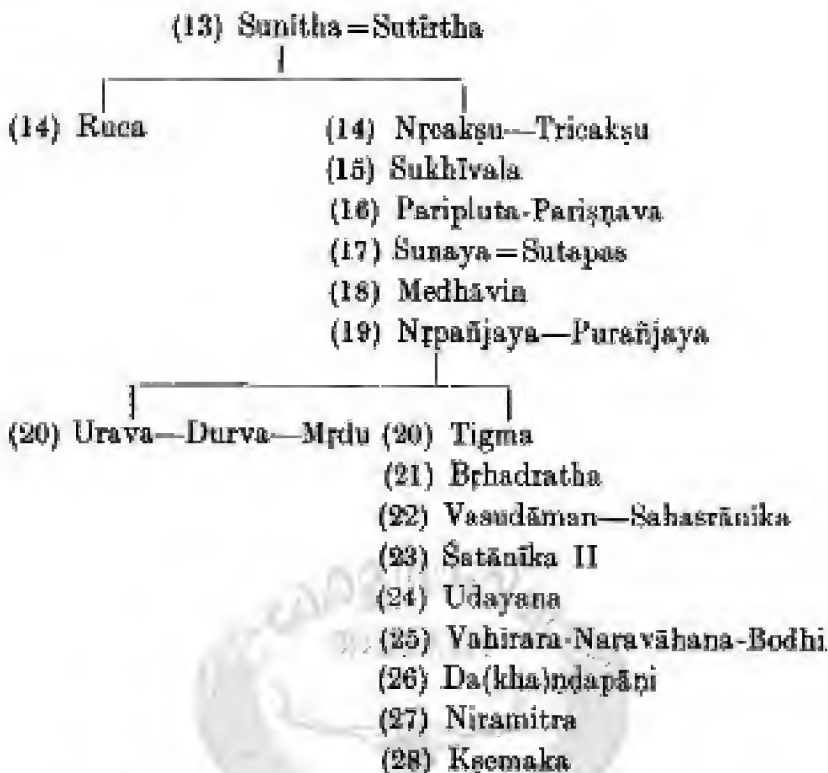 (13) Sunītha=Sutīrtha
(14) Ruca (14) Nṛcakṣu—Tricakṣu
(15) Sukhīvala
(16) Paripluta-Pariṣṇava
(17) Sunaya=Sutapas
(18) Medhāvin
(19) Nṛpañjaya—Purañjaya
(20) Urava—Durva—Mṛdu (20) Tigma
(21) Bṛhadratha
(22) Vasudāman—Sahasrānika
(23) Śatānīka II
(24) Udayana
(25) Vahirara-Naravāhana-Bodhi
(26) Da(kha)ndapāṇi
(27) Niramitra
(28) Kṣemaka